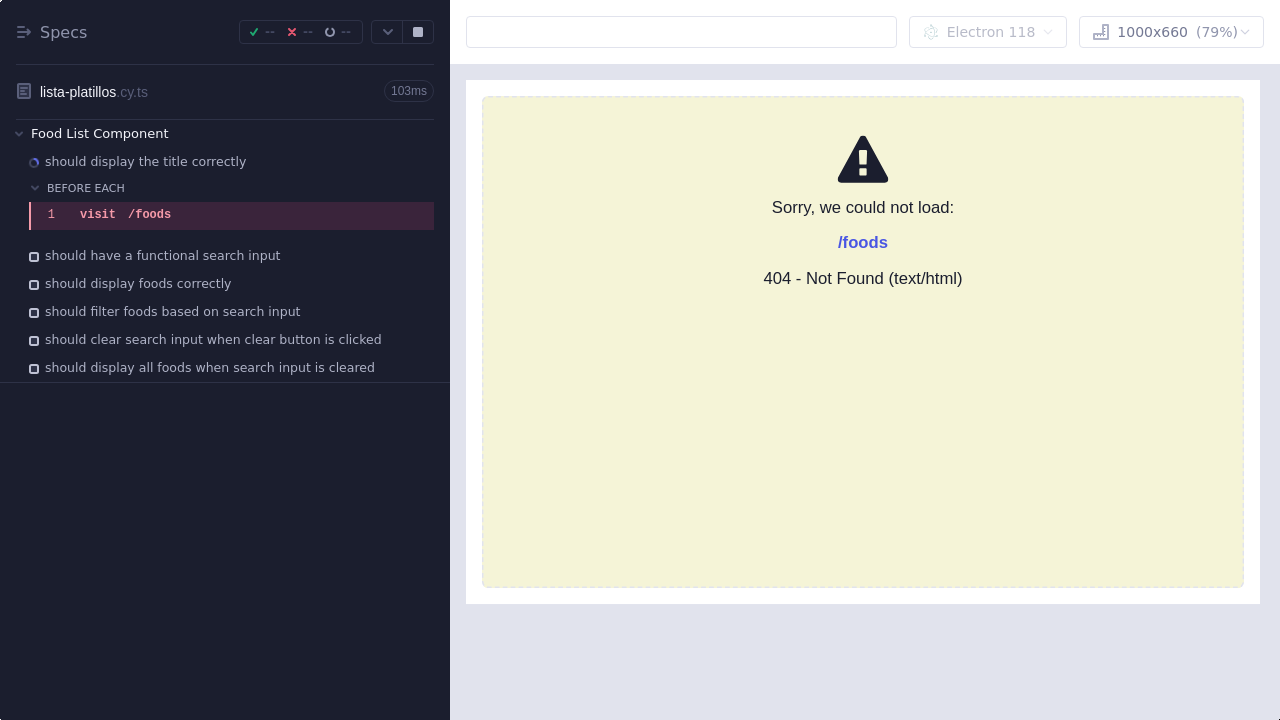 Specs
-- -- --
lista-platillos.cy.ts 103ms
Food List Component
should display the title correctly
BEFORE EACH
1 visit /foods
should have a functional search input
should display foods correctly
should filter foods based on search input
should clear search input when clear button is clicked
should display all foods when search input is cleared
Electron 118
1000x660 (79%)
Sorry, we could not load:
/foods
404 - Not Found (text/html)